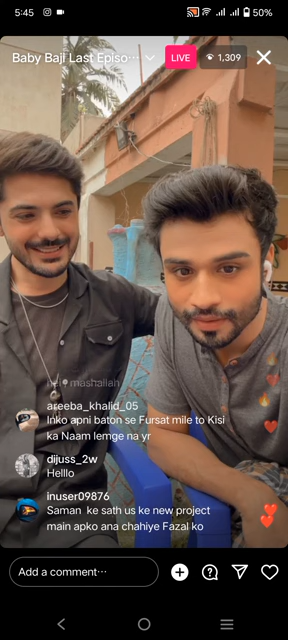 5:45
50%
Baby Baji Last Episo...
LIVE
1,309
mashallah
areeba_khalid_05
Inko apni baton se Fursat mile to Kisi
ka Naam lemge na yr
dijuss_2w
Helllo
inuser09876
Saman ke sath us ke new project
main apko ana chahiye Fazal ko
Add a comment...